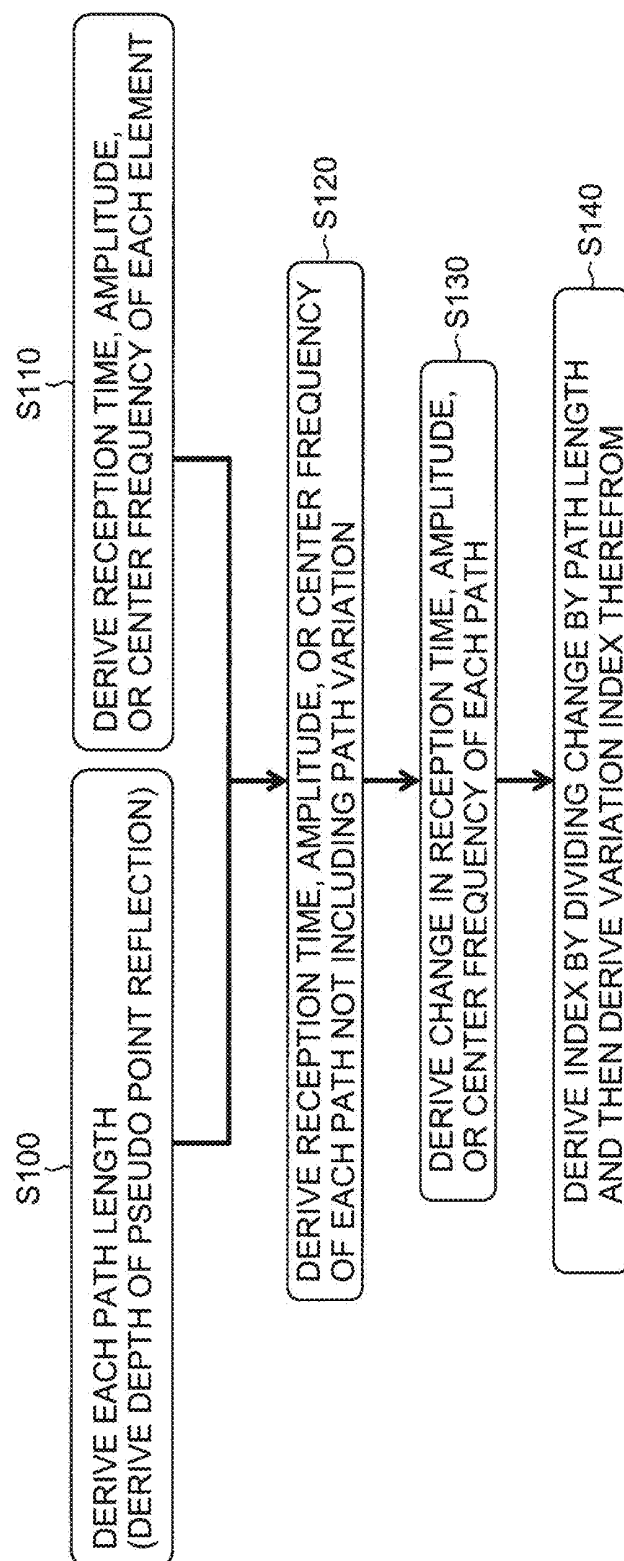 S100
DERIVE EACH PATH LENGTH
(DERIVE DEPTH OF PSEUDO POINT REFLECTION)
S110
DERIVE RECEPTION TIME, AMPLITUDE,
OR CENTER FREQUENCY OF EACH ELEMENT
S120
DERIVE RECEPTION TIME, AMPLITUDE, OR CENTER FREQUENCY
OF EACH PATH NOT INCLUDING PATH VARIATION
S130
DERIVE CHANGE IN RECEPTION TIME, AMPLITUDE,
OR CENTER FREQUENCY OF EACH PATH
S140
DERIVE INDEX BY DIVIDING CHANGE BY PATH LENGTH
AND THEN DERIVE VARIATION INDEX THEREFROM